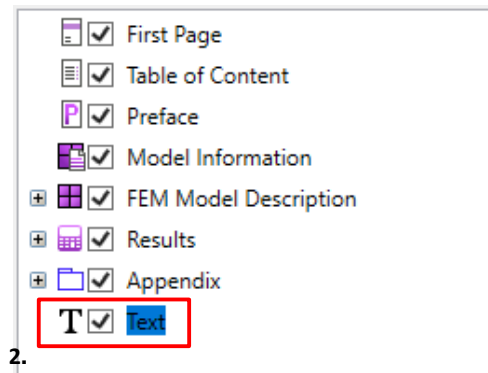 First Page
Table of Content
P Preface
Model Information
FEM Model Description
Results
Appendix
T Text
2.